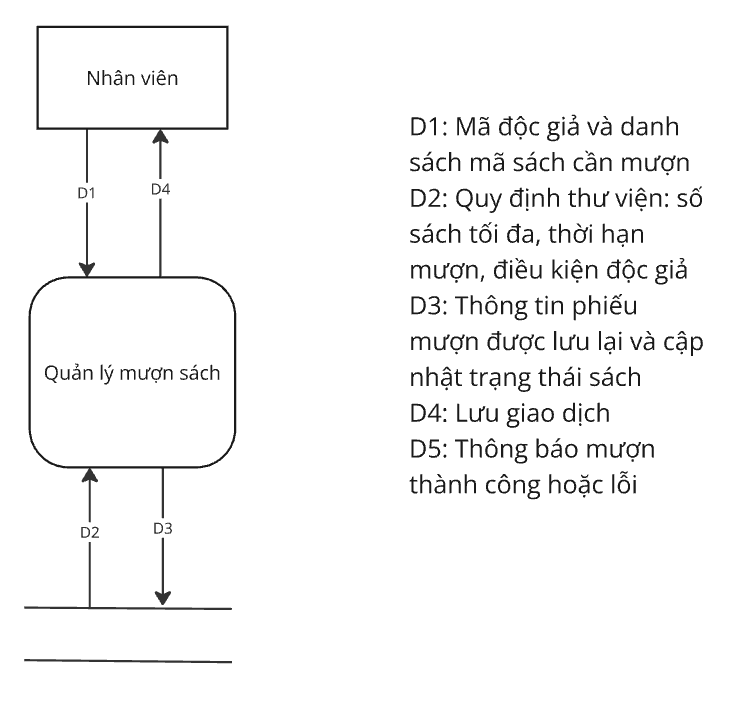 Nhân viên
D1
D4
Quản lý mượn sách
D2
D3
D1: Mã độc giả và danh
sách mã sách cần mượn
D2: Quy định thư viện: số
sách tối đa, thời hạn
mượn, điều kiện độc giả
D3: Thông tin phiếu
mượn được lưu lại và cập
nhật trạng thái sách
D4: Lưu giao dịch
D5: Thông báo mượn
thành công hoặc lỗi